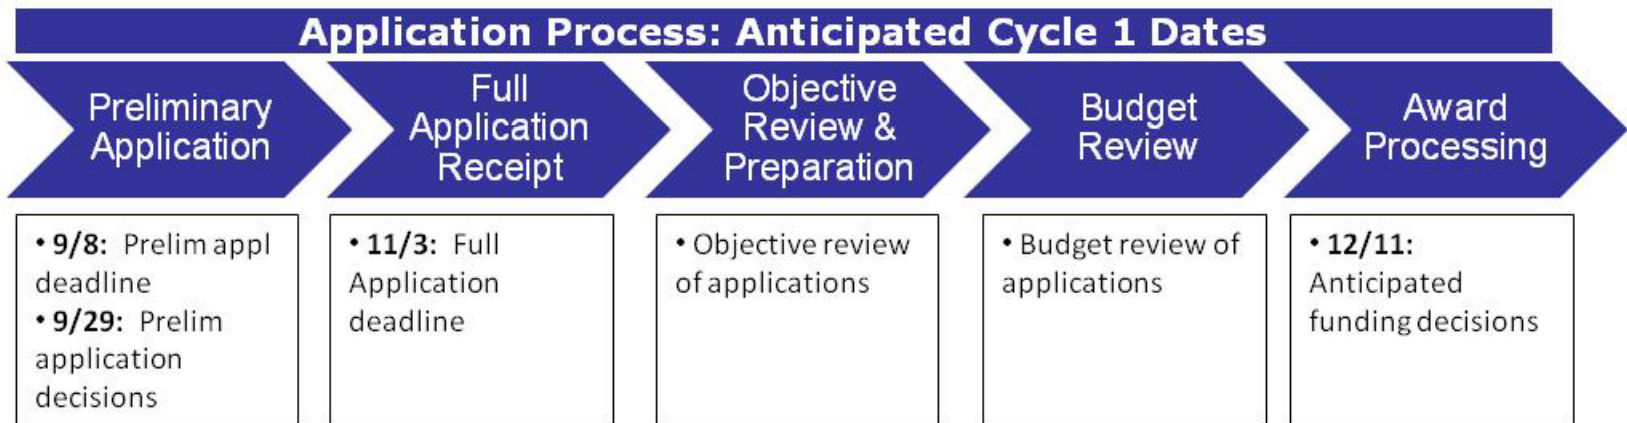 Application Process: Anticipated Cycle 1 Dates
Preliminary
Application
Full
Application
Receipt
Objective
Review &
Preparation
Budget
Review
Award
Processing
• 9/8: Prelim appl
deadline
• 9/29: Prelim
application
decisions
• 11/3: Full
Application
deadline
• Objective review
of applications
• Budget review of
applications
• 12/11:
Anticipated
funding decisions